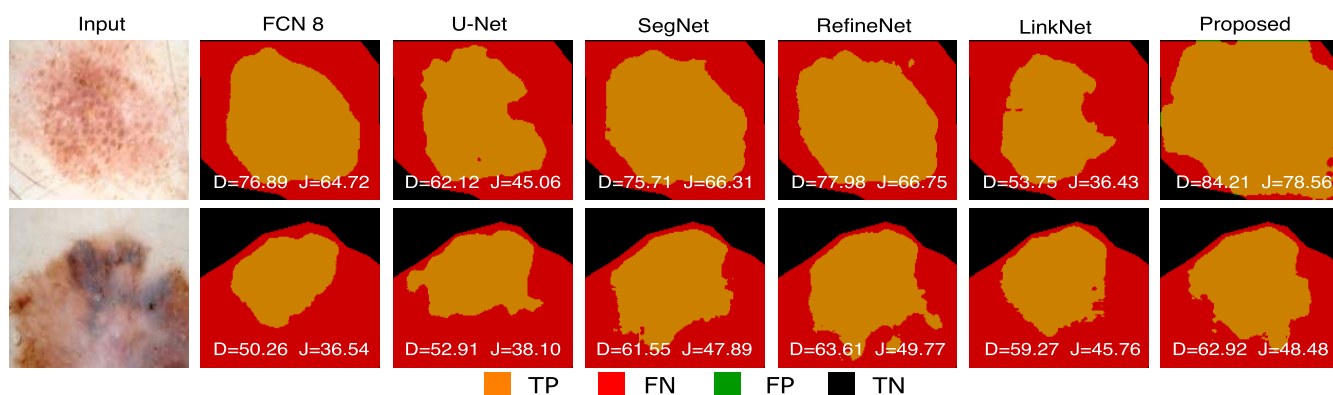 Input FCN 8 U-Net SegNet RefineNet LinkNet Proposed
D=76.89 J=64.72 D=62.12 J=45.06 D=75.71 J=66.31 D=77.98 J=66.75 D=53.75 J=36.43 D=84.21 J=78.56
D=50.26 J=36.54 D=52.91 J=38.10 D=61.55 J=47.89 D=63.61 J=49.77 D=59.27 J=45.76 D=62.92 J=48.48
TP FN FP TN